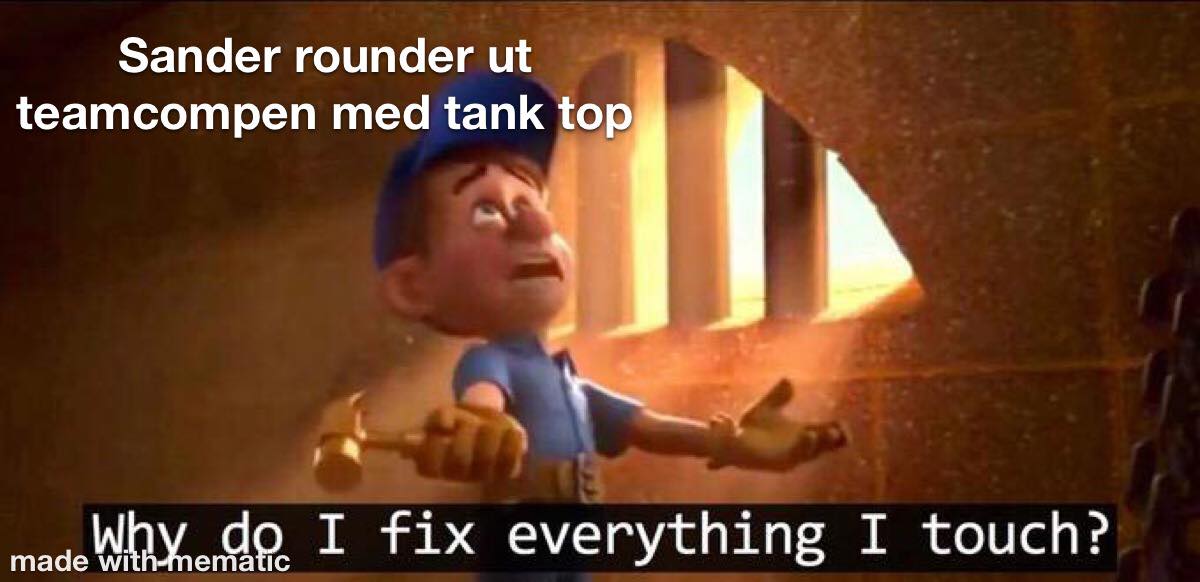 Sander rounder ut
teamcompen med tank top
Why do I fix everything I touch?
made with mematic